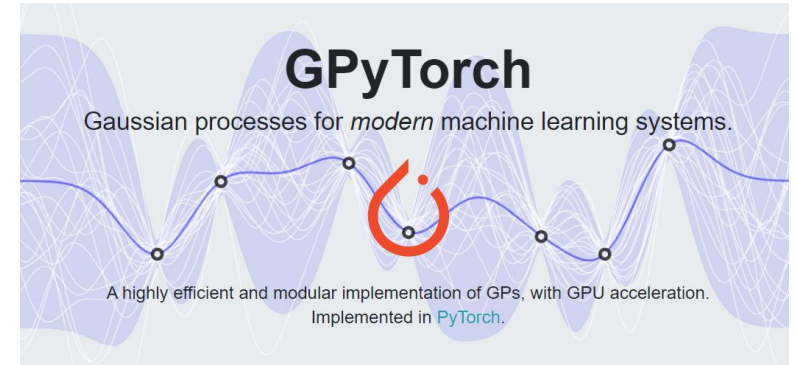 GPyTorch
Gaussian processes for modern machine learning systems.
A highly efficient and modular implementation of GPs, with GPU acceleration.
Implemented in PyTorch.